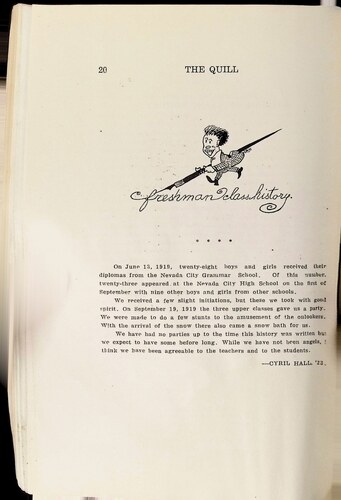 20
THE QUILL
freshman class history.
* * * *
On June 15, 1919, twenty-eight boys and girls received their
diplomas from the Nevada City Grammar School. Of this number,
twenty-three appeared at the Nevada City High School on the first of
September with nine other boys and girls from other schools.
We received a few slight initiations, but these we took with good
spirit. On September 19, 1919 the three upper classes gave us a party.
We were made to do a few stunts to the amusement of the onlookers.
With the arrival of the snow there also came a snow bath for us.
We have had no parties up to the time this history was written but
we expect to have some before long. While we have not been angels, I
think we have been agreeable to the teachers and to the students.
—CYRIL HALL, '23.